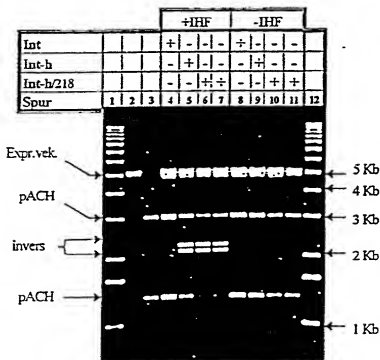 +IHF -IHF
Int + - - - + - - -
Int-h - + - - - + - -
Int-h/218 - - + + - - + +
Spur 1 2 3 4 5 6 7 8 9 10 11 12
Expr.vek. 5 Kb
4 Kb
pACH 3 Kb
invers 2 Kb
pACH 1 Kb